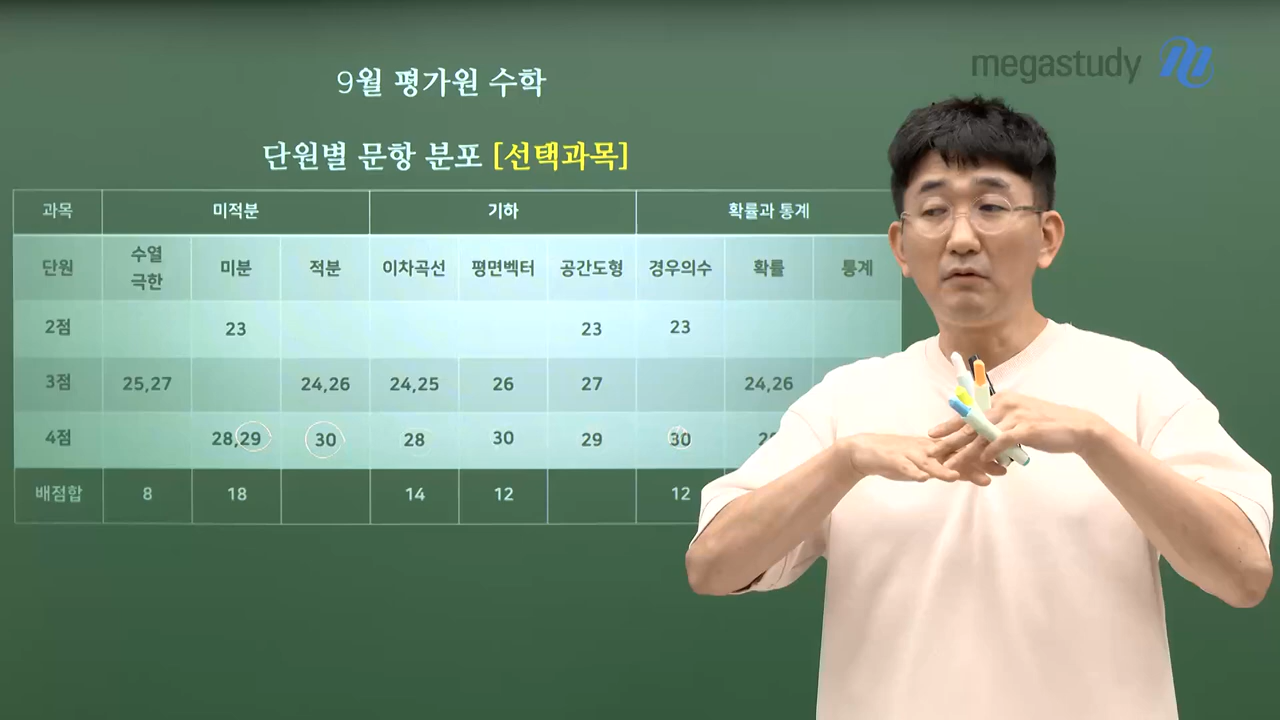 megastudy
9월 평가원 수학
단원별 문항 분포 [선택과목]
과목 미적분 기하 확률과 통계
단원 수열 극한 미분 적분 이차곡선 평면벡터 공간도형 경우의수 확률 통계
2점 23 23 23
3점 25,27 24,26 24,25 26 27 24,26
4점 28,29 30 28 30 29 30
배점합 8 18 14 12 12